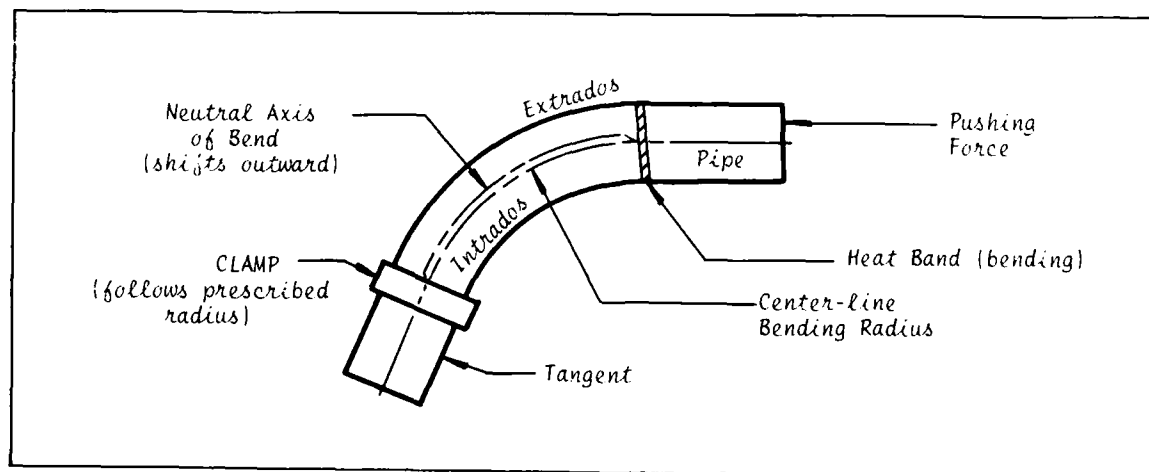 Extrados
Neutral Axis
of Bend
(shifts outward)
Pushing
Force
Pipe
Intrados
CLAMP
(follows prescribed
radius)
Heat Band (bending)
Center-line
Bending Radius
Tangent